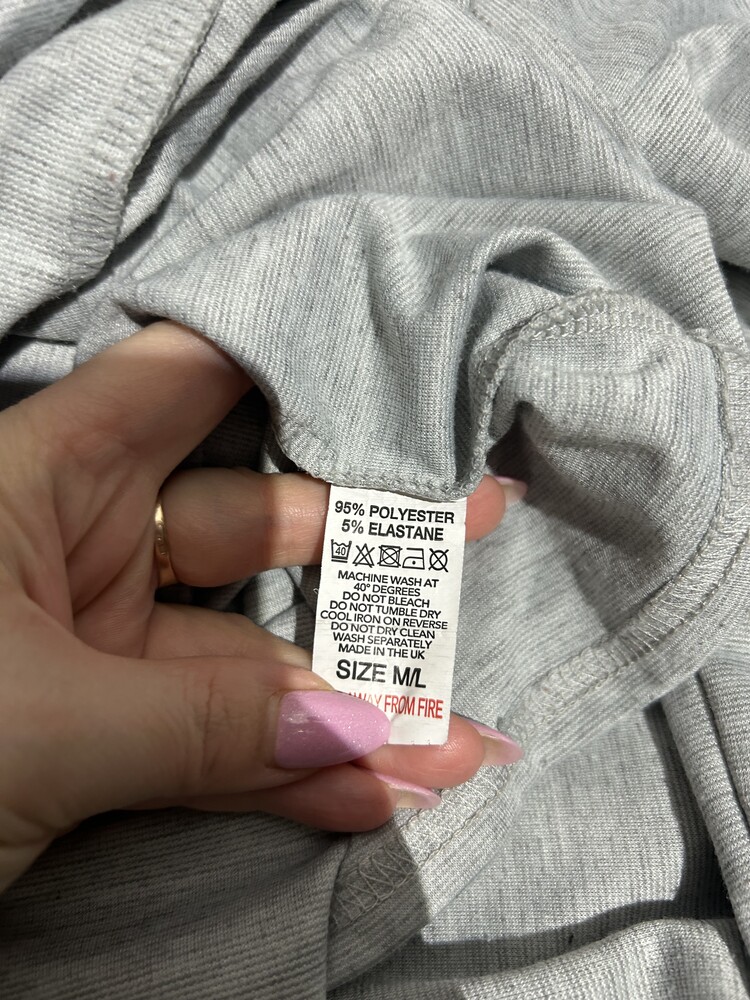 95% POLYESTER
5% ELASTANE
40
MACHINE WASH AT
40° DEGREES
DO NOT BLEACH
DO NOT TUMBLE DRY
COOL IRON ON REVERSE
DO NOT DRY CLEAN
WASH SEPARATELY
MADE IN THE UK
SIZE M/L
FROM FIRE